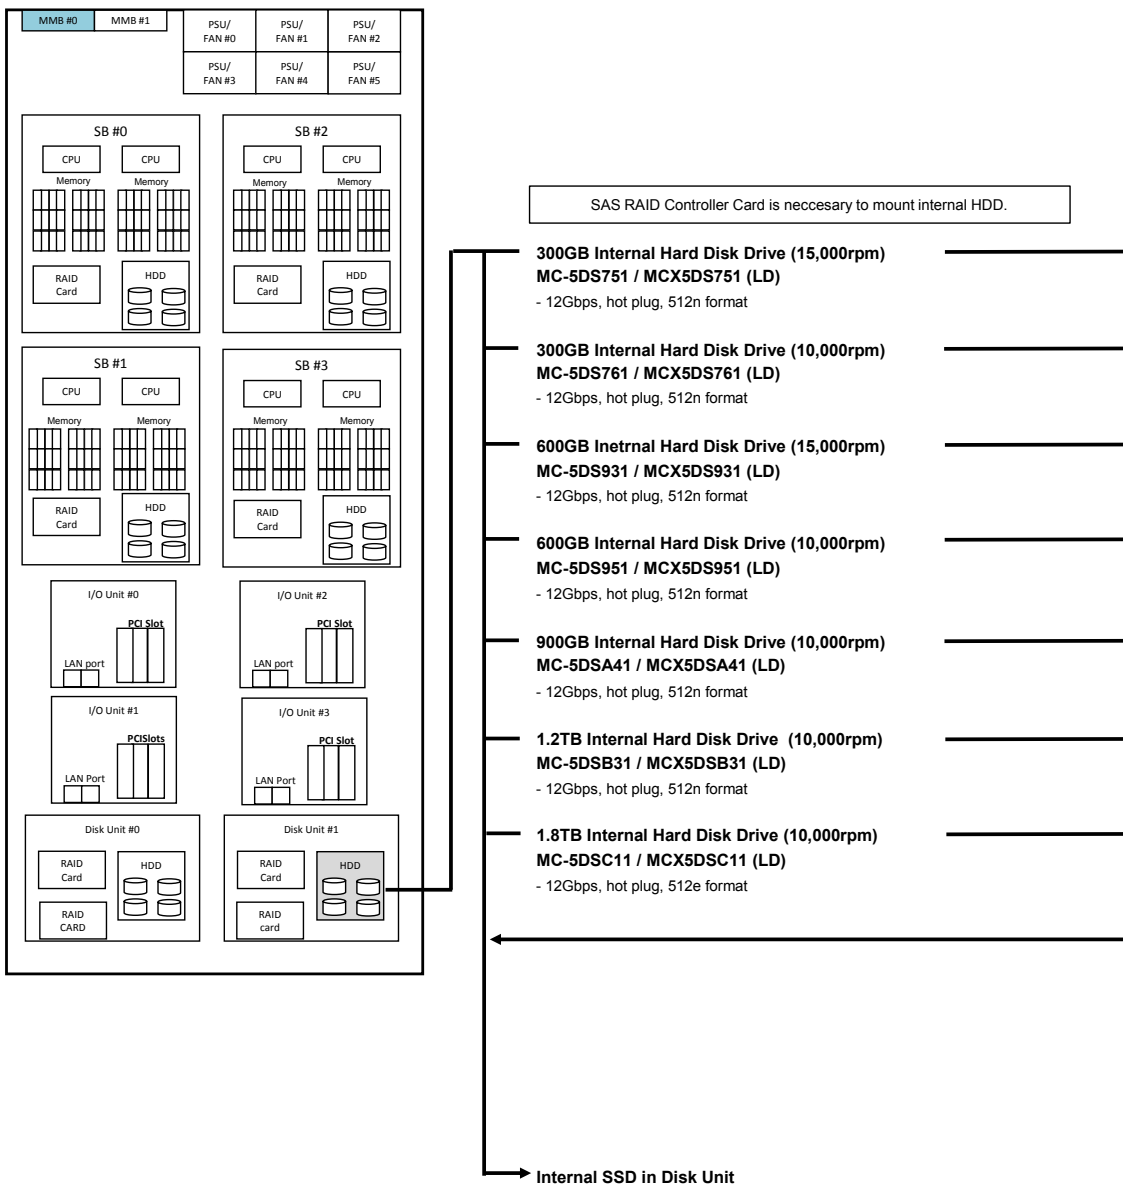 MMB #0
MMB #1
PSU/
FAN #0
PSU/
FAN #1
PSU/
FAN #2
PSU/
FAN #3
PSU/
FAN #4
PSU/
FAN #5
SB #0
CPU
CPU
Memory
Memory
RAID
Card
HDD
SB #2
CPU
CPU
Memory
Memory
RAID
Card
HDD
SB #1
CPU
CPU
Memory
Memory
RAID
Card
HDD
SB #3
CPU
CPU
Memory
Memory
RAID
Card
HDD
I/O Unit #0
PCI Slot
LAN port
I/O Unit #2
PCI Slot
LAN port
I/O Unit #1
PCISlots
LAN Port
I/O Unit #3
PCI Slot
LAN Port
Disk Unit #0
RAID
Card
HDD
RAID
CARD
Disk Unit #1
RAID
Card
HDD
RAID
card
SAS RAID Controller Card is neccesary to mount internal HDD.
300GB Internal Hard Disk Drive (15,000rpm)
MC-5DS751 / MCX5DS751 (LD)
- 12Gbps, hot plug, 512n format
300GB Internal Hard Disk Drive (10,000rpm)
MC-5DS761 / MCX5DS761 (LD)
- 12Gbps, hot plug, 512n format
600GB Inetrnal Hard Disk Drive (15,000rpm)
MC-5DS931 / MCX5DS931 (LD)
- 12Gbps, hot plug, 512n format
600GB Internal Hard Disk Drive (10,000rpm)
MC-5DS951 / MCX5DS951 (LD)
- 12Gbps, hot plug, 512n format
900GB Internal Hard Disk Drive (10,000rpm)
MC-5DSA41 / MCX5DSA41 (LD)
- 12Gbps, hot plug, 512n format
1.2TB Internal Hard Disk Drive (10,000rpm)
MC-5DSB31 / MCX5DSB31 (LD)
- 12Gbps, hot plug, 512n format
1.8TB Internal Hard Disk Drive (10,000rpm)
MC-5DSC11 / MCX5DSC11 (LD)
- 12Gbps, hot plug, 512e format
Internal SSD in Disk Unit